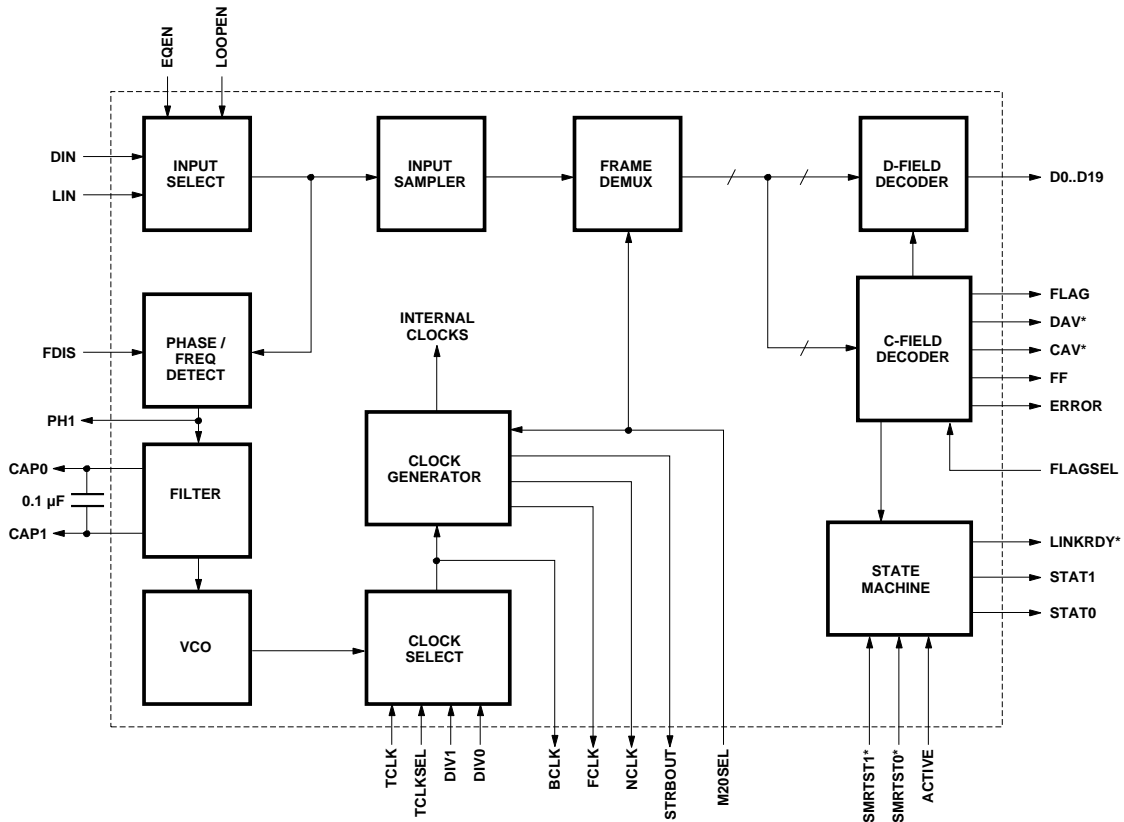 EQEN
LOOPEN
DIN
LIN
INPUT
SELECT
INPUT
SAMPLER
FRAME
DEMUX
D-FIELD
DECODER
D0..D19
FDIS
PHASE /
FREQ
DETECT
INTERNAL
CLOCKS
C-FIELD
DECODER
FLAG
DAV*
CAV*
FF
ERROR
FLAGSEL
PH1
CAP0
0.1 µF
CAP1
FILTER
CLOCK
GENERATOR
STATE
MACHINE
LINKRDY*
STAT1
STAT0
VCO
CLOCK
SELECT
TCLK
TCLKSEL
DIV1
DIV0
BCLK
FCLK
NCLK
STRBOUT
M20SEL
SMRTST1*
SMRTST0*
ACTIVE